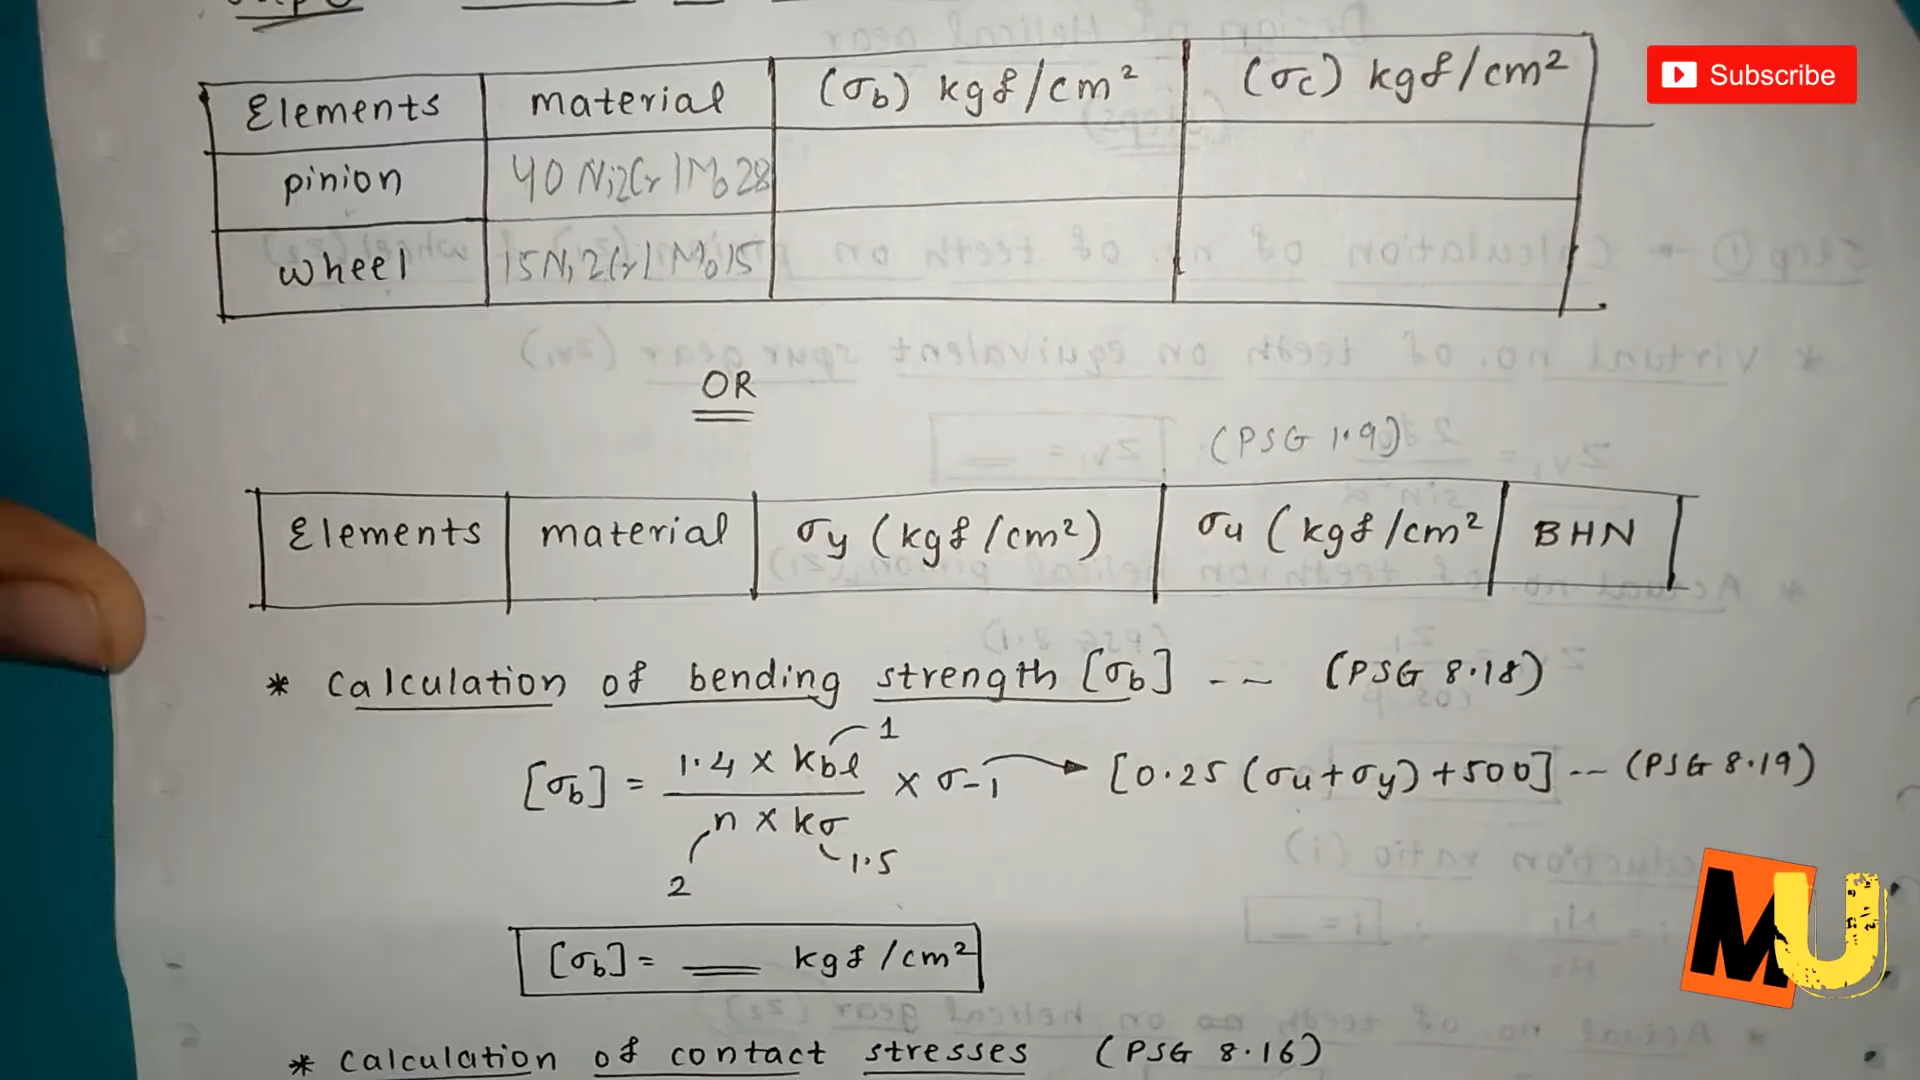 Subscribe
Elements material (σb) kgf/cm² (σc) kgf/cm²
pinion 40 Ni2Cr1Mo28
wheel 15Ni2Cr1Mo15
OR
(PSG 1.9)
Elements material σy (kgf/cm²) σu (kgf/cm² BHN
* Calculation of bending strength [σb] -- (PSG 8.18)
[σb] = 1.4 × kbl / n × kσ × σ-1 → [0.25 (σu+σy) + 500] -- (PSG 8.19)
1
2
1.5
[σb] = __ kgf/cm²
* Calculation of contact stresses (PSG 8.16)
MU